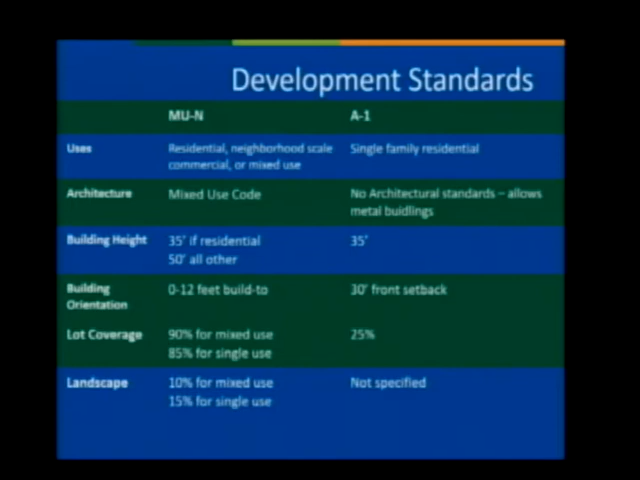 Development Standards
MU-N A-1
Uses Residential, neighborhood scale Single family residential
commercial, or mixed use
Architecture Mixed Use Code No Architectural standards – allows
metal buidlings
Building Height 35' if residential 35'
50' all other
Building 0-12 feet build-to 30' front setback
Orientation
Lot Coverage 90% for mixed use 25%
85% for single use
Landscape 10% for mixed use Not specified
15% for single use